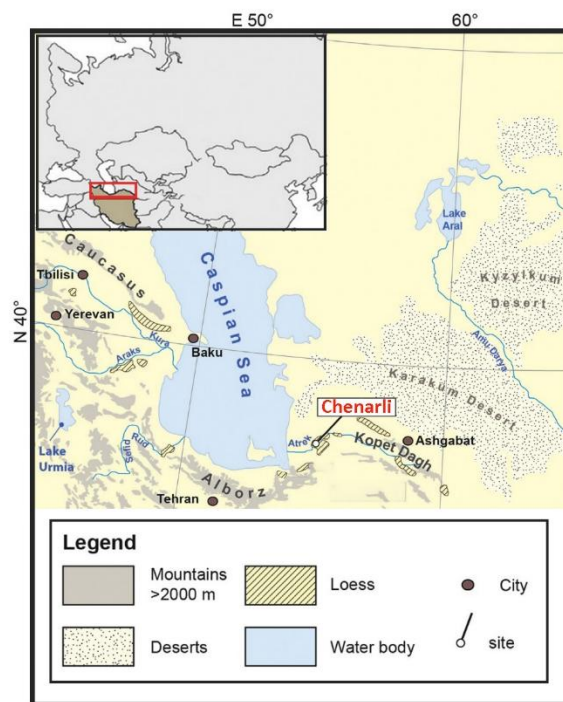 E 50°
60°
N 40°
Caucasus
Tbilisi
Yerevan
Kura
Araks
Baku
Caspian Sea
Lake
Aral
Kyzylkum
Desert
Amu-Darya
Karakum Desert
Chenarli
Atrek
Kopet Dagh
Ashgabat
Lake
Urmia
Sefid Rud
Alborz
Tehran
Legend
Mountains
>2000 m
Loess
City
Deserts
Water body
site